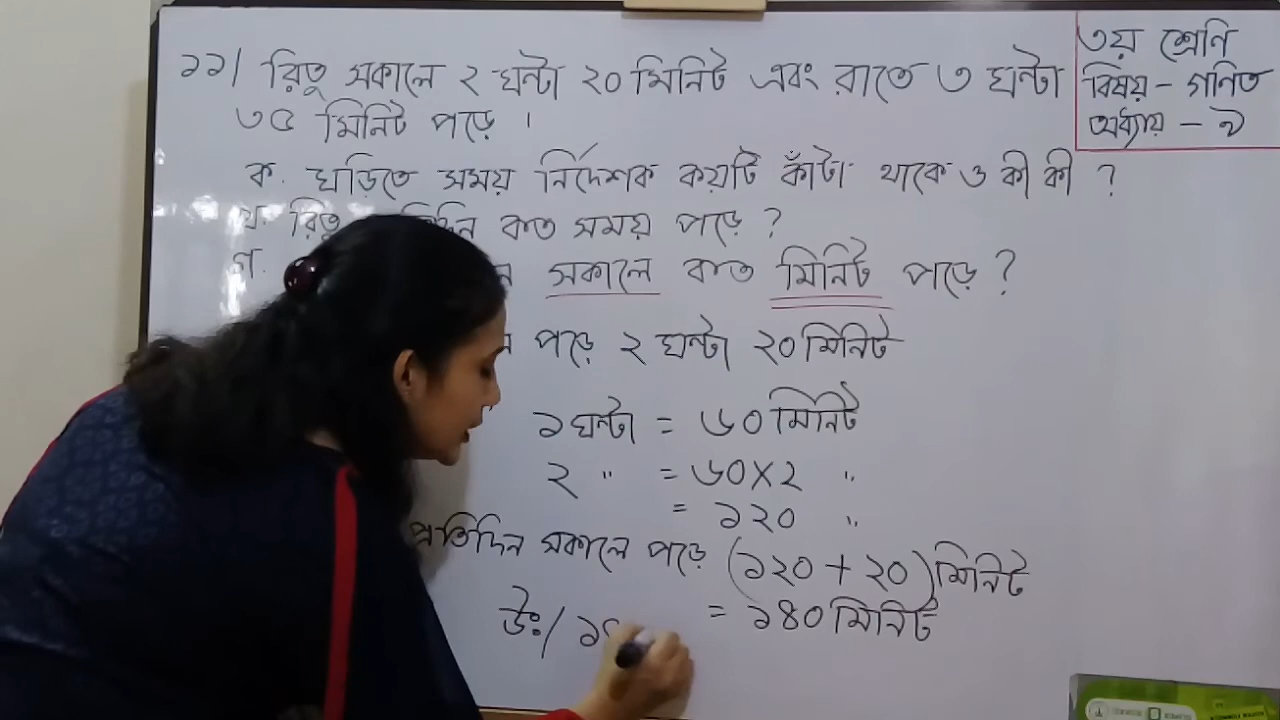 ১১। রিতু সকালে ২ ঘন্টা ২০ মিনিট এবং রাতে ৩ ঘন্টা
৩৫ মিনিট পড়ে ।
ক. ঘড়িতে সময় নির্দেশক কয়টি কাঁটা থাকে ও কী কী ?
খ. রিতু কত সময় পড়ে ?
গ. সকালে কত মিনিট পড়ে ?
পড়ে ২ ঘন্টা ২০ মিনিট
১ ঘন্টা = ৬০ মিনিট
২ " = ৬০ X ২ "
= ১২০ "
প্রতিদিন সকালে পড়ে (১২০ + ২০) মিনিট
= ১৪০ মিনিট
উঃ/
৩য় শ্রেনি
বিষয় - গনিত
অধ্যায় - ৯